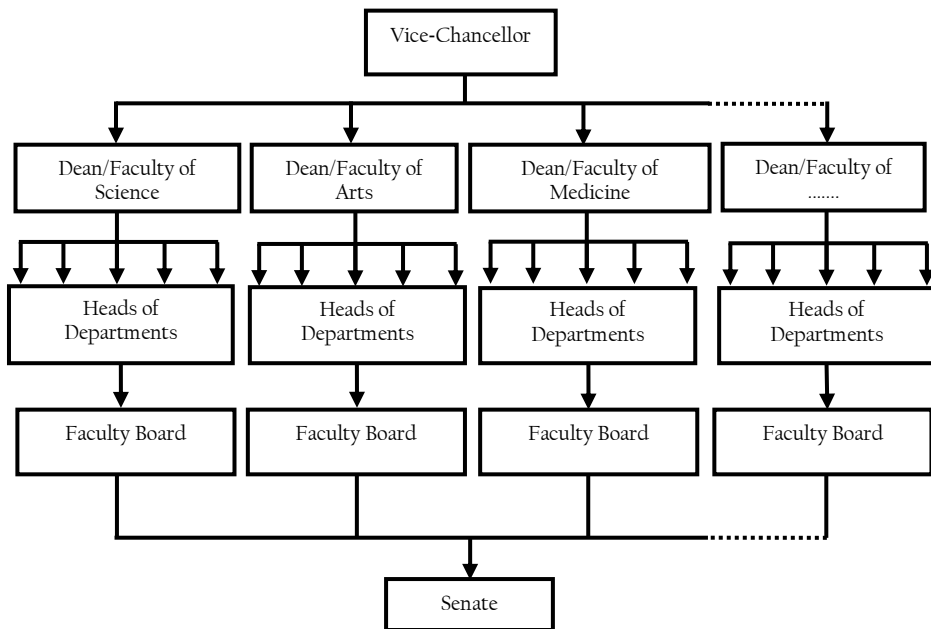 Vice-Chancellor
Dean/Faculty of
Science
Dean/Faculty of
Arts
Dean/Faculty of
Medicine
Dean/Faculty of
.......
Heads of
Departments
Heads of
Departments
Heads of
Departments
Heads of
Departments
Faculty Board
Faculty Board
Faculty Board
Faculty Board
Senate